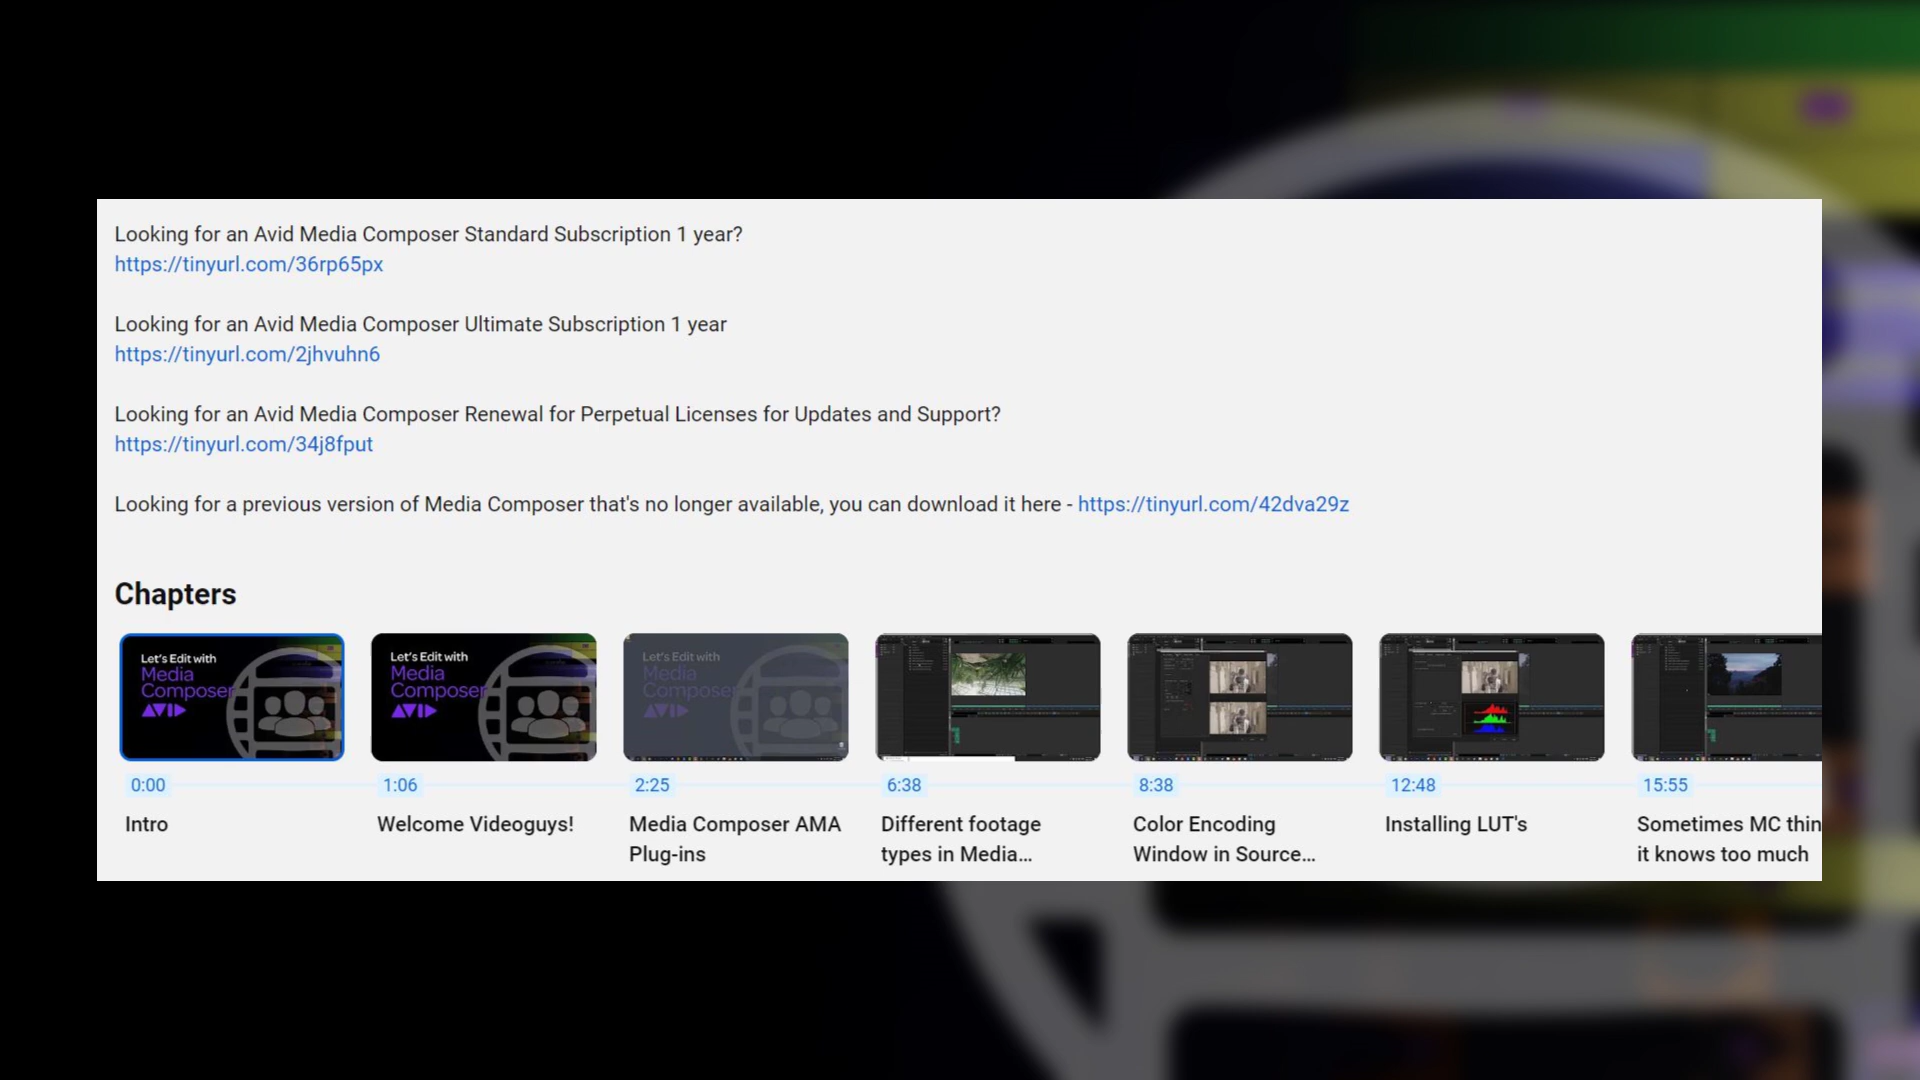 Looking for an Avid Media Composer Standard Subscription 1 year?
https://tinyurl.com/36rp65px
Looking for an Avid Media Composer Ultimate Subscription 1 year
https://tinyurl.com/2jhvuhn6
Looking for an Avid Media Composer Renewal for Perpetual Licenses for Updates and Support?
https://tinyurl.com/34j8fput
Looking for a previous version of Media Composer that's no longer available, you can download it here - https://tinyurl.com/42dva29z
Chapters
Let's Edit with
Media
Composer
AVID
Let's Edit with
Media
Composer
AVID
Let's Edit with
Media
Composer
AVID
0:00
Intro
1:06
Welcome Videoguys!
2:25
Media Composer AMA
Plug-ins
6:38
Different footage
types in Media...
8:38
Color Encoding
Window in Source...
12:48
Installing LUT's
15:55
Sometimes MC thin
it knows too much